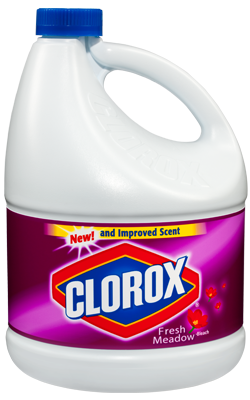 New! and Improved Scent
CLOROX
Fresh
Meadow Bleach